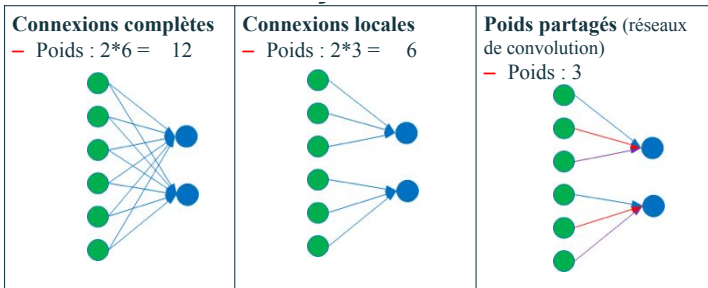 Connexions complètes
– Poids : 2*6 = 12
Connexions locales
– Poids : 2*3 = 6
Poids partagés (réseaux
de convolution)
– Poids : 3